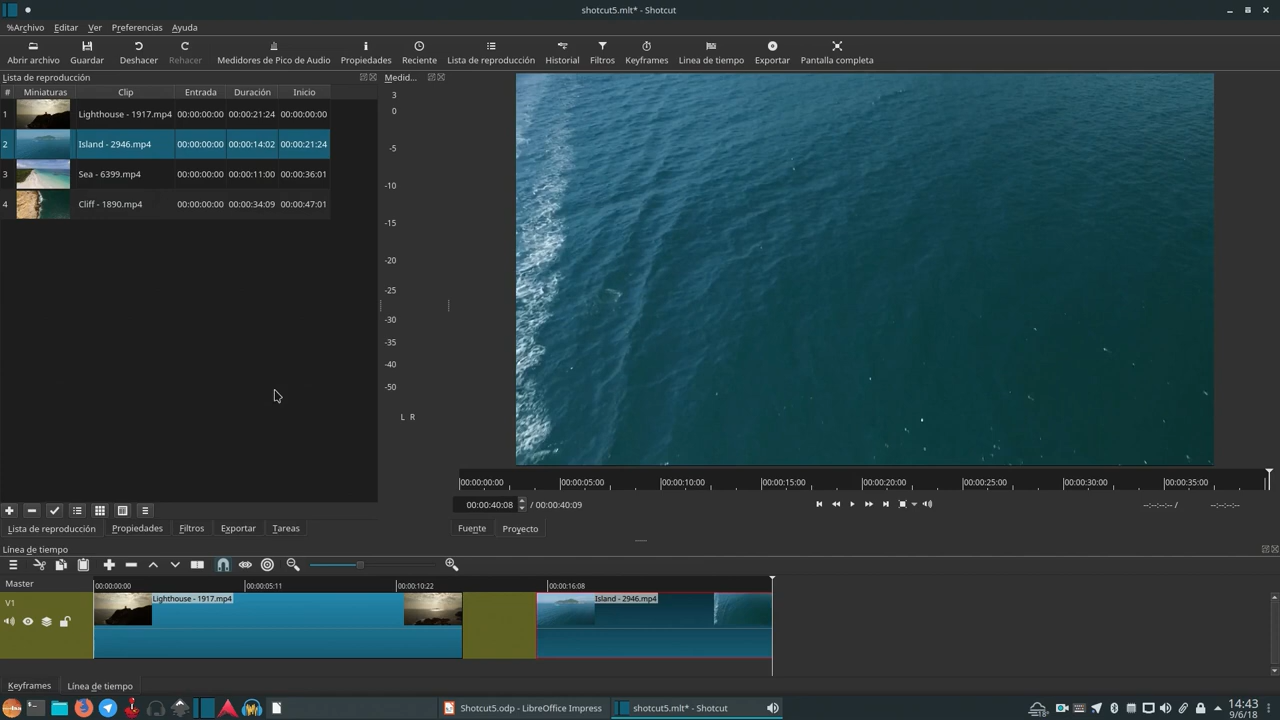 shotcut5.mlt* - Shotcut
%Archivo Editar Ver Preferencias Ayuda
Abrir archivo Guardar Deshacer Rehacer Medidores de Pico de Audio Propiedades Reciente Lista de reproducción Historial Filtros Keyframes Linea de tiempo Exportar Pantalla completa
Lista de reproducción
Medid...
# Miniaturas Clip Entrada Duración Inicio
1 Lighthouse - 1917.mp4 00:00:00:00 00:00:21:24 00:00:00:00
2 Island - 2946.mp4 00:00:00:00 00:00:14:02 00:00:21:24
3 Sea - 6399.mp4 00:00:00:00 00:00:11:00 00:00:36:01
4 Cliff - 1890.mp4 00:00:00:00 00:00:34:09 00:00:47:01
3
0
-5
-10
-15
-20
-25
-30
-35
-40
-50
L R
00:00:00:00 00:00:05:00 00:00:10:00 00:00:15:00 00:00:20:00 00:00:25:00 00:00:30:00 00:00:35:00
00:00:40:08 / 00:00:40:09 --:--:--:-- / --:--:--:--
Lista de reproducción Propiedades Filtros Exportar Tareas
Fuente Proyecto
Línea de tiempo
Master 00:00:00:00 00:00:05:11 00:00:10:22 00:00:16:08
V1 Lighthouse - 1917.mp4 Island - 2946.mp4
Keyframes Línea de tiempo
Shotcut5.odp - LibreOffice Impress
shotcut5.mlt* - Shotcut
14:43
9/6/18